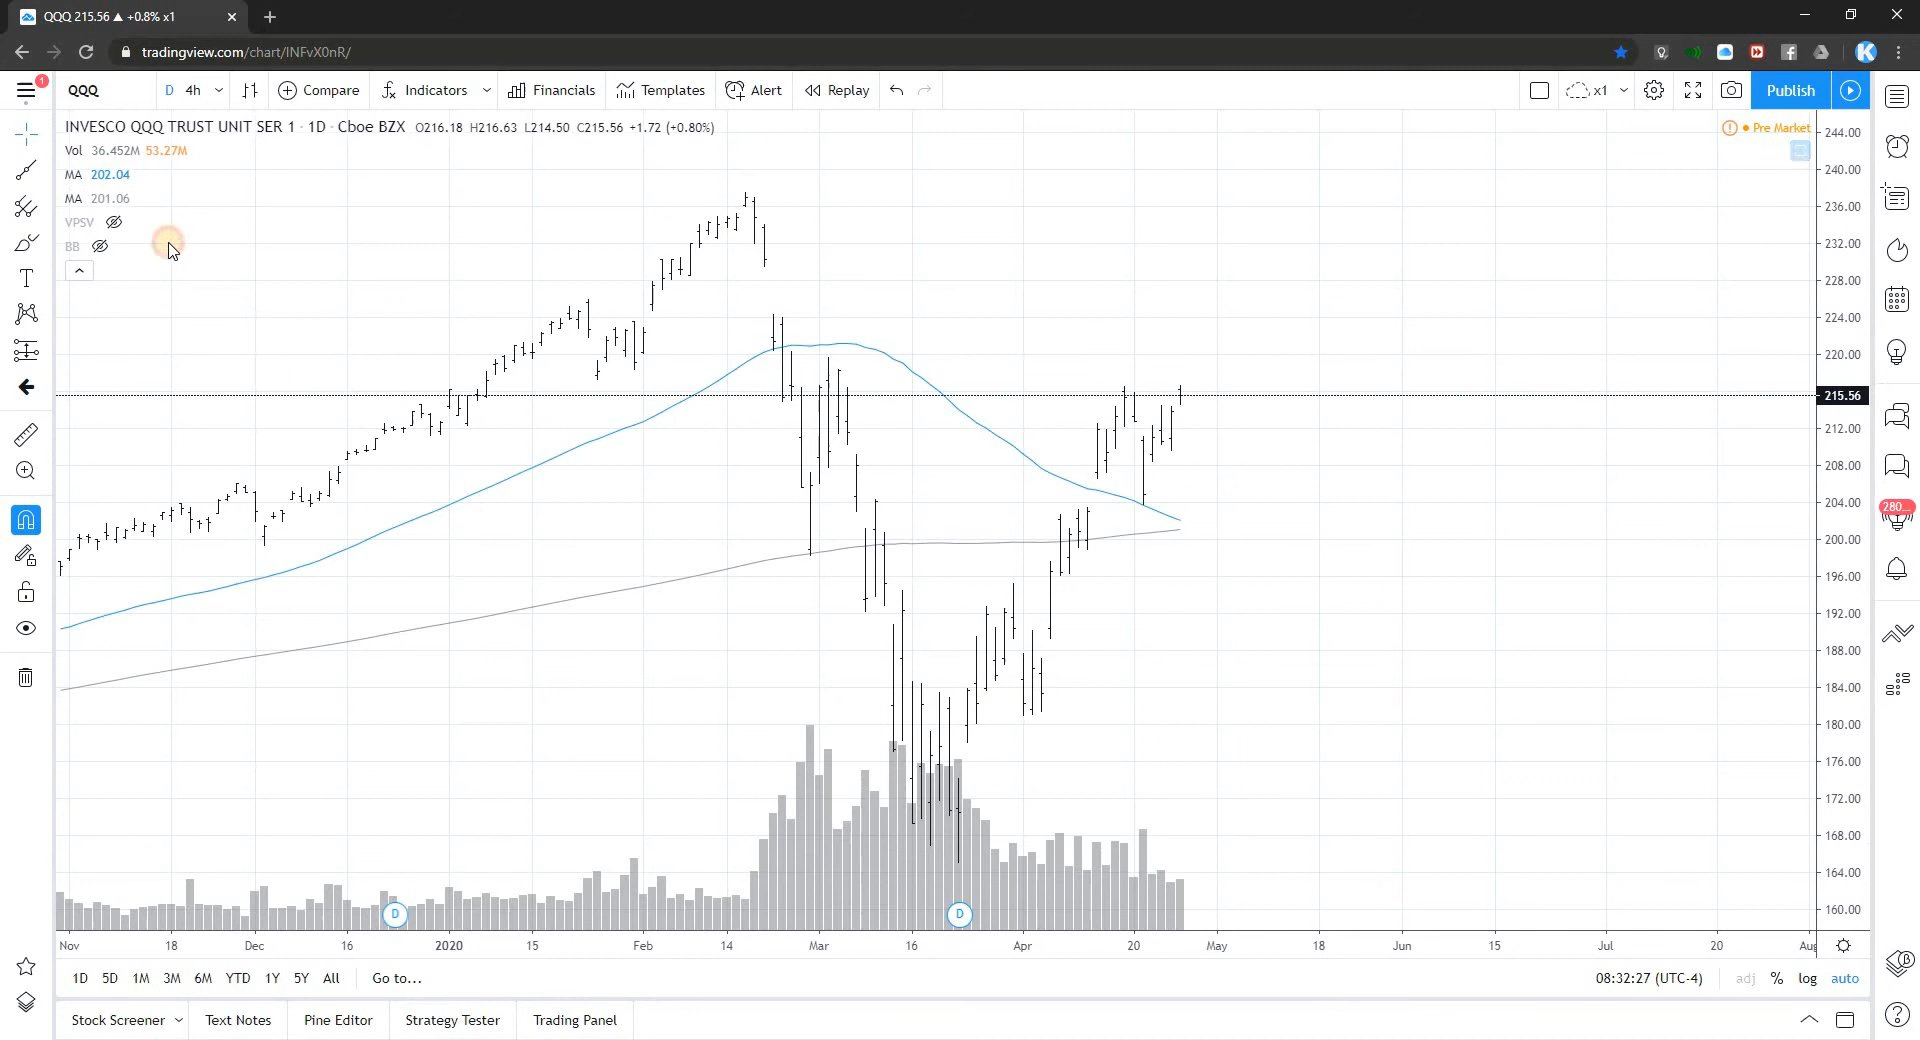 QQQ 215.56 ▲ +0.8% x1
tradingview.com/chart/INFvX0nR/
1
QQQ D 4h Compare Indicators Financials Templates Alert Replay x1 Publish
INVESCO QQQ TRUST UNIT SER 1 · 1D · Cboe BZX O216.18 H216.63 L214.50 C215.56 +1.72 (+0.80%)
Pre Market
Vol 36.452M 53.27M
MA 202.04
MA 201.06
VPSV
BB
244.00
240.00
236.00
232.00
228.00
224.00
220.00
215.56
212.00
208.00
204.00
200.00
196.00
192.00
188.00
184.00
180.00
176.00
172.00
168.00
164.00
160.00
280...
D D
Nov 18 Dec 16 2020 15 Feb 14 Mar 16 Apr 20 May 18 Jun 15 Jul 20 Aug
1D 5D 1M 3M 6M YTD 1Y 5Y All Go to... 08:32:27 (UTC-4) adj % log auto
Stock Screener Text Notes Pine Editor Strategy Tester Trading Panel